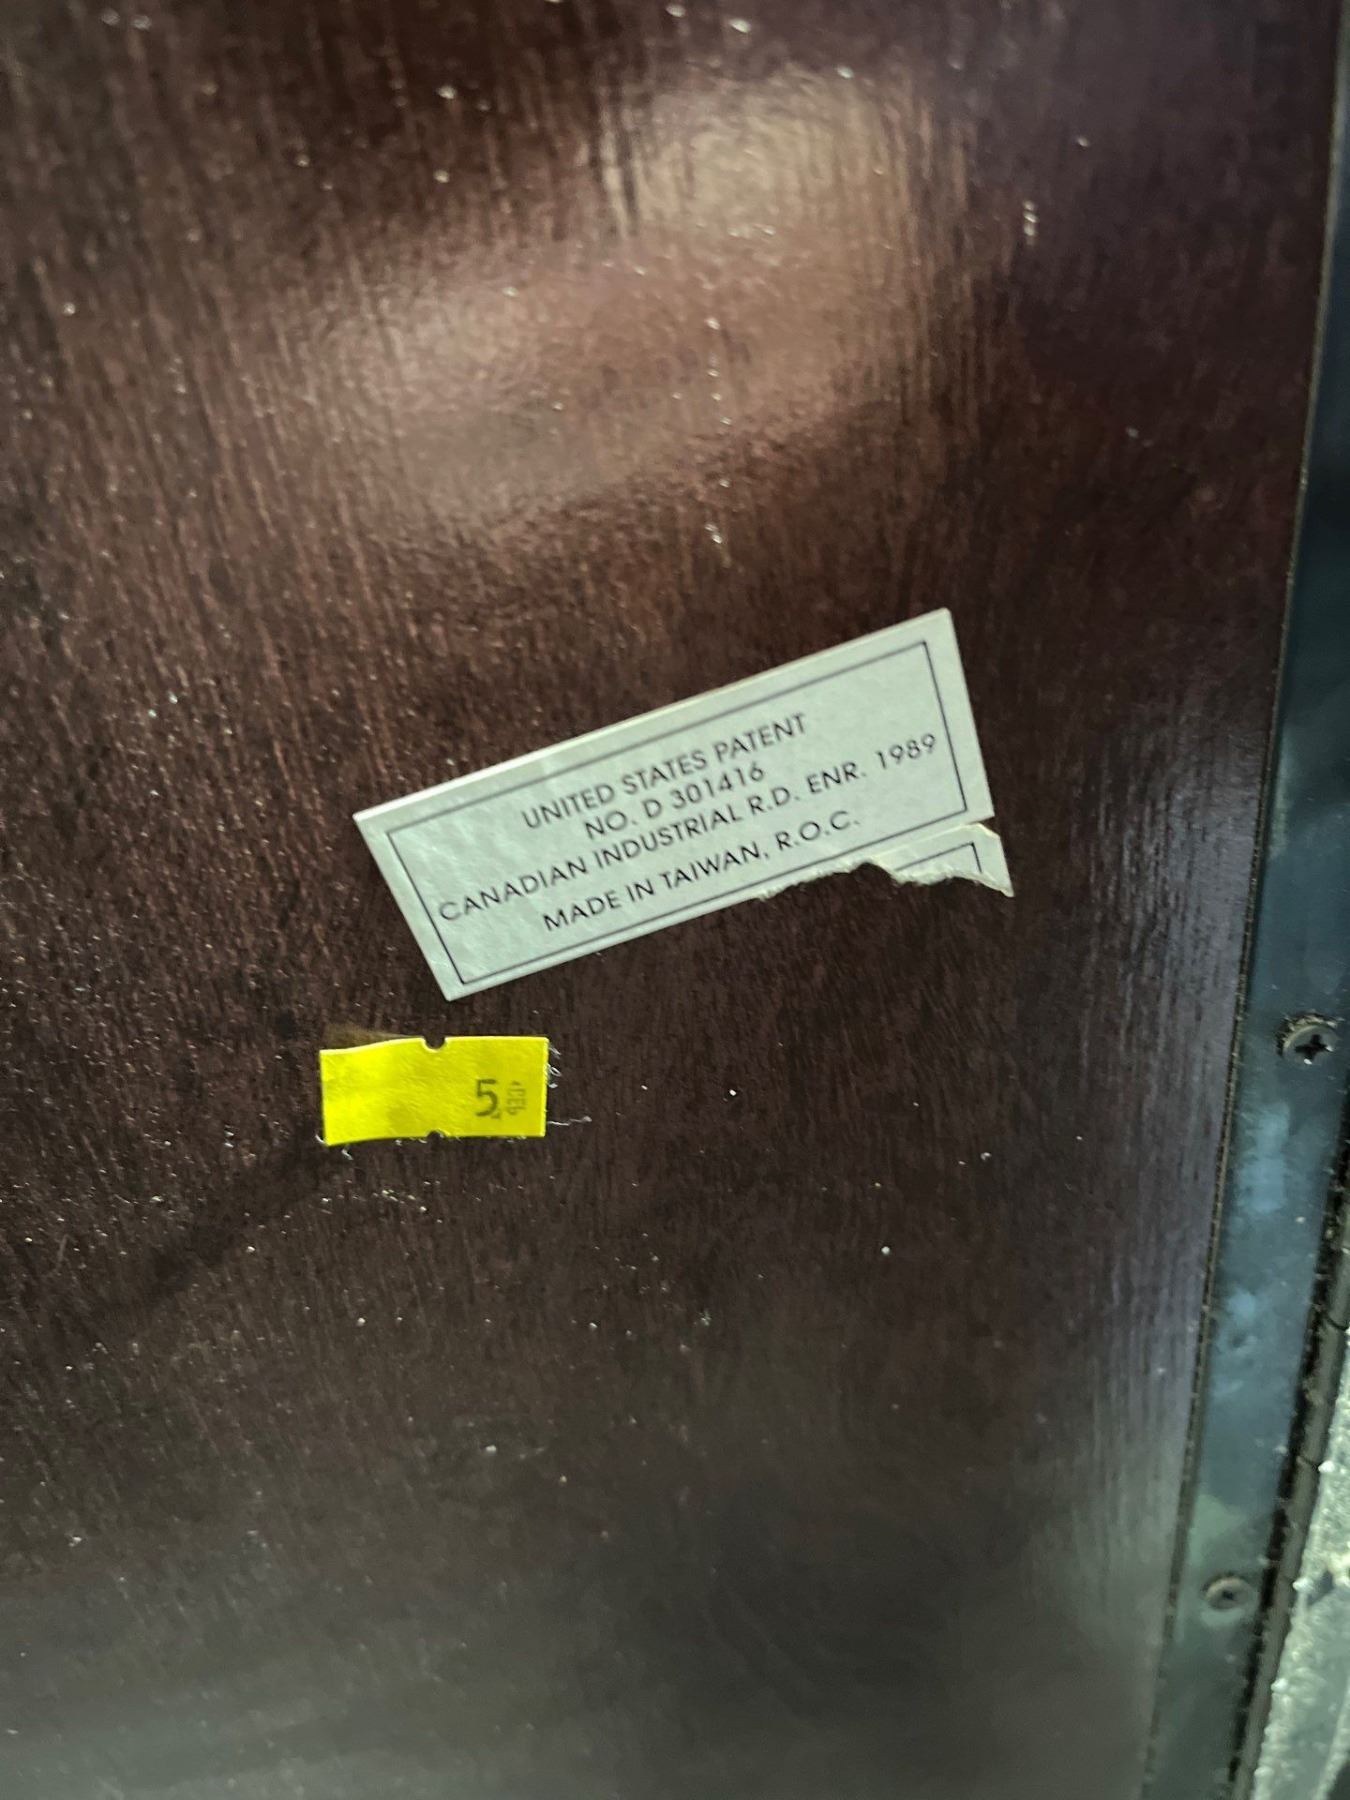 UNITED STATES PATENT
NO. D 301416
CANADIAN INDUSTRIAL R.D. ENR. 1989
MADE IN TAIWAN, R.O.C.
5